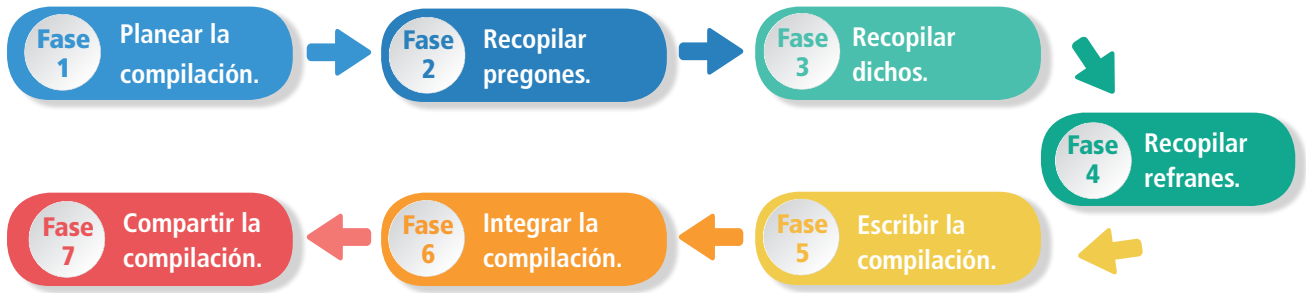 Fase
1
Planear la
compilación.
Fase
2
Recopilar
pregones.
Fase
3
Recopilar
dichos.
Fase
4
Recopilar
refranes.
Fase
5
Escribir la
compilación.
Fase
6
Integrar la
compilación.
Fase
7
Compartir la
compilación.